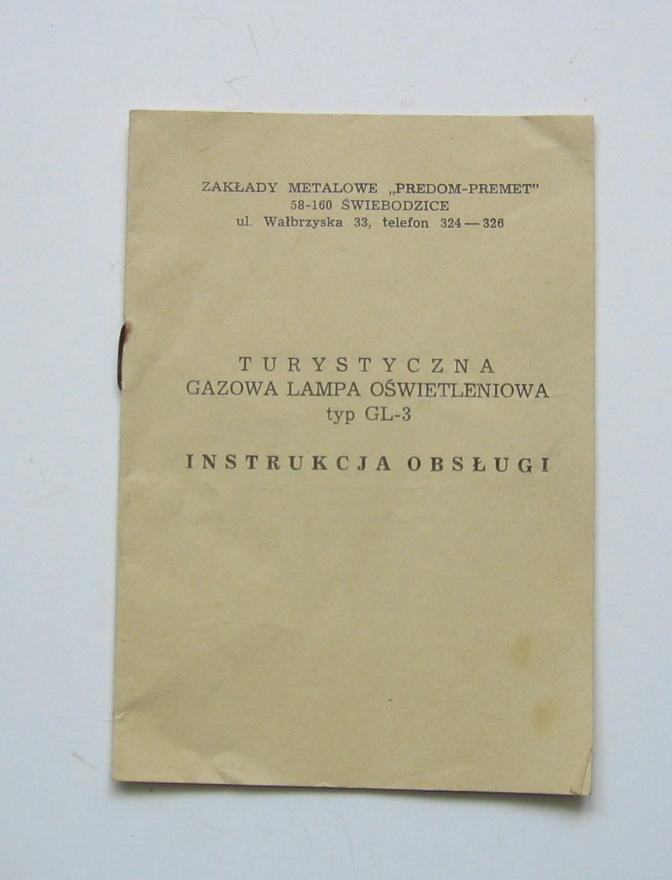 ZAKŁADY METALOWE „PREDOM-PREMET”
58-160 ŚWIEBODZICE
ul. Wałbrzyska 33, telefon 324 — 326
TURYSTYCZNA
GAZOWA LAMPA OŚWIETLENIOWA
typ GL-3
INSTRUKCJA OBSŁUGI